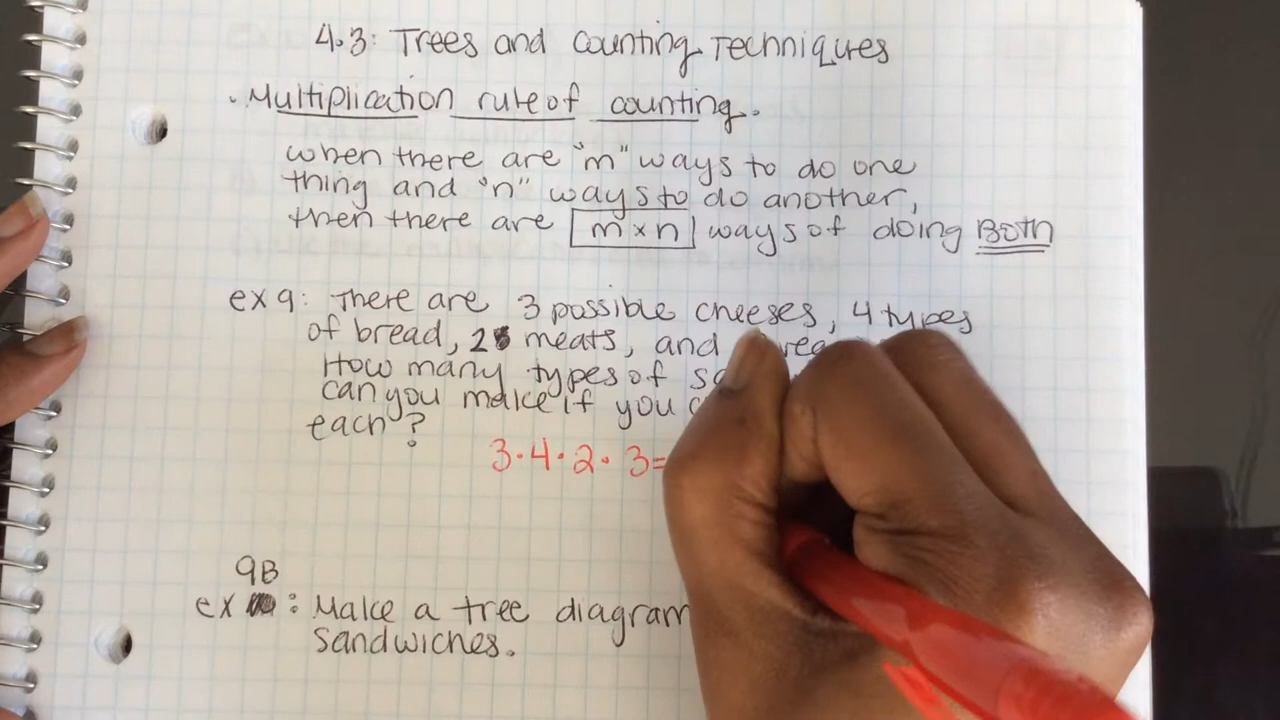 4.3: Trees and Counting Techniques
. Multiplication rule of counting.
when there are "m" ways to do one
thing and "n" ways to do another,
then there are m × n ways of doing BOTH
ex 9: There are 3 possible cheeses, 4 types
of bread, 2 meats, and
How many types of
can you make if you
each?
3·4·2·3=
9B
ex : Make a tree diagram
sandwiches.